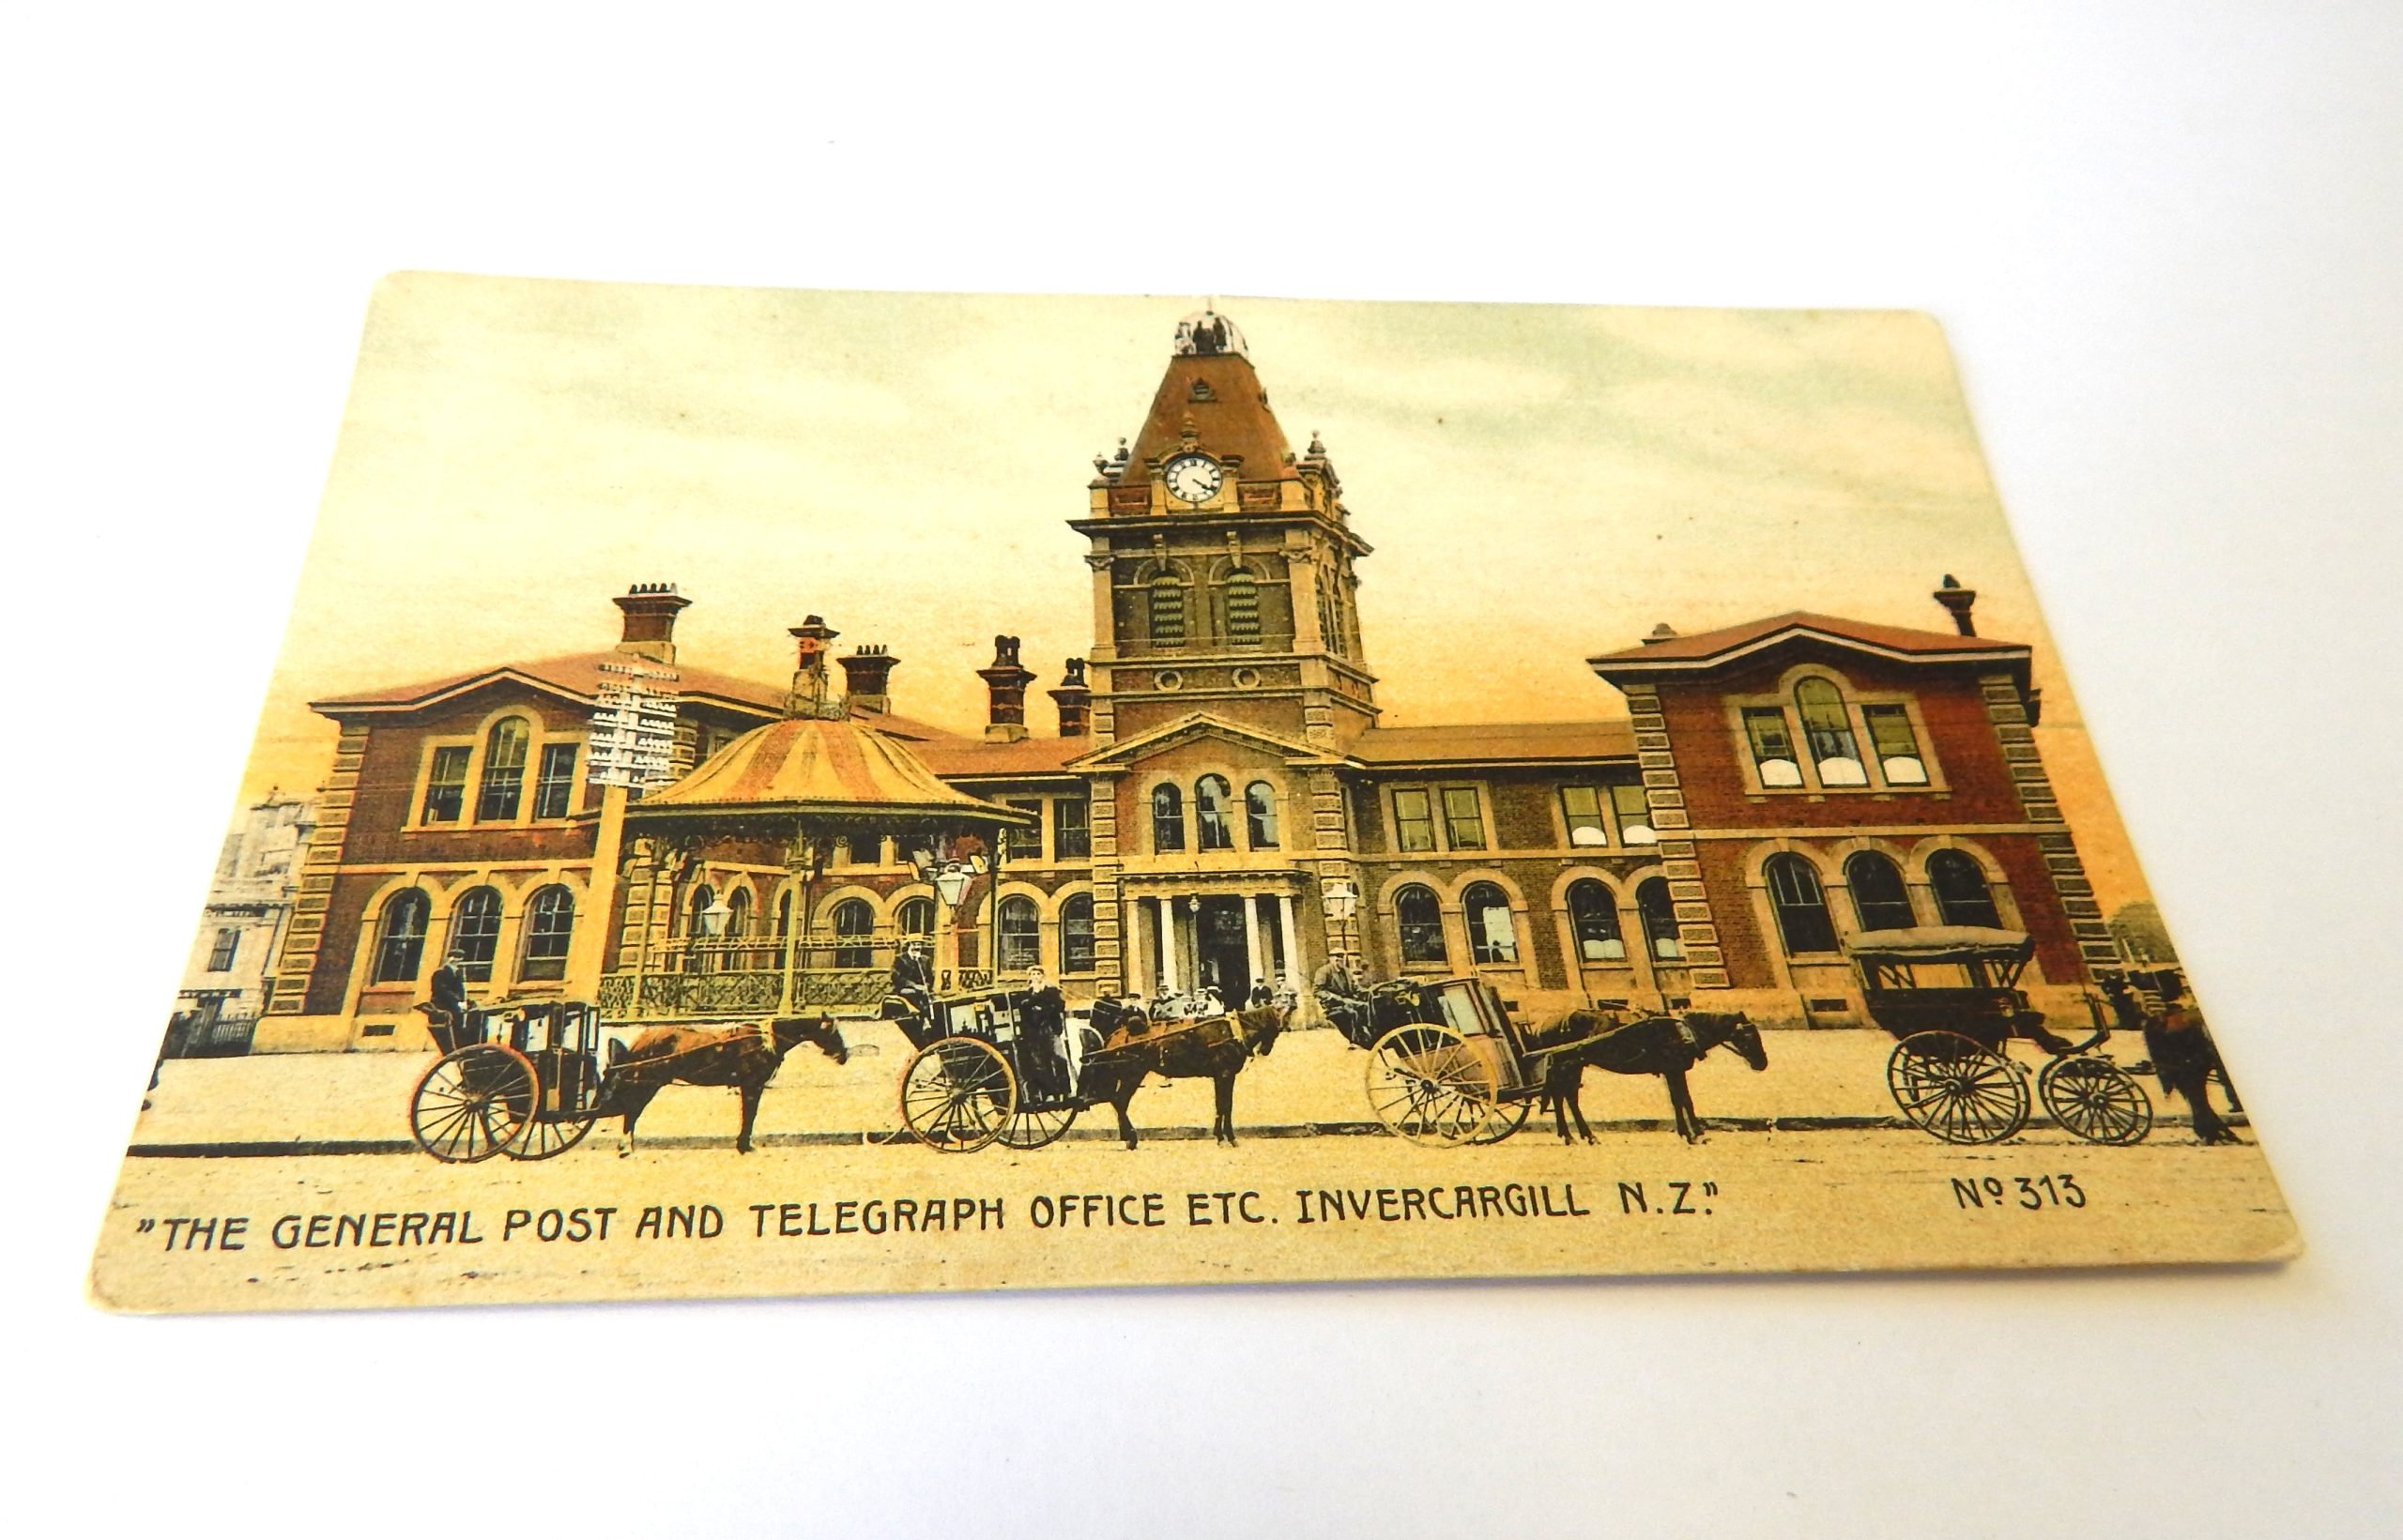 "THE GENERAL POST AND TELEGRAPH OFFICE ETC. INVERCARGILL N.Z." Nº 313